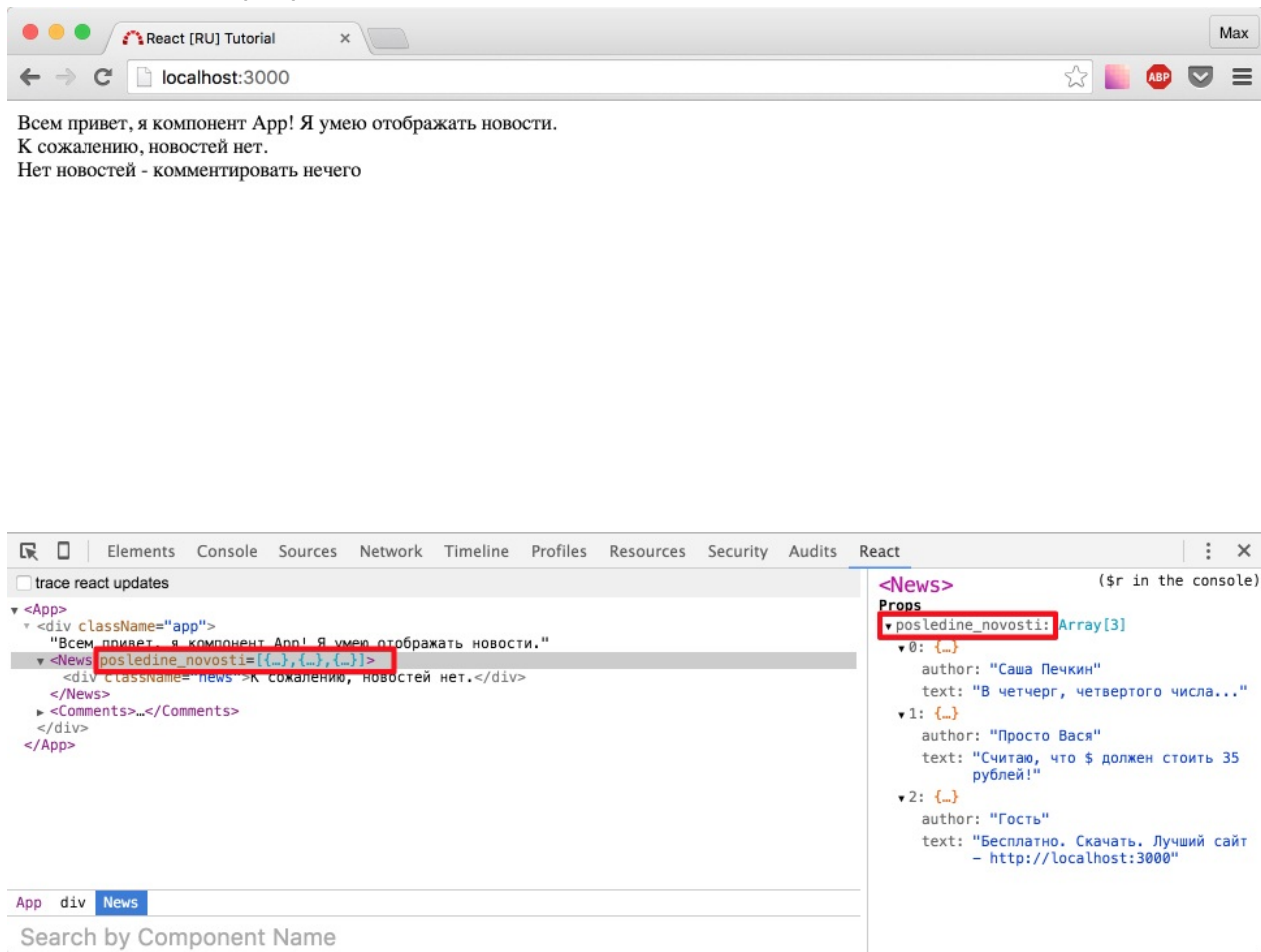 React [RU] Tutorial
Max
localhost:3000
ABP
Всем привет, я компонент App! Я умею отображать новости.
К сожалению, новостей нет.
Нет новостей - комментировать нечего
Elements Console Sources Network Timeline Profiles Resources Security Audits React
trace react updates
<App>
<div className="app">
"Всем привет, я компонент App! Я умею отображать новости."
<News posledine_novosti=[{…},{…},{…}]>
<div className="news">К сожалению, новостей нет.</div>
</News>
<Comments>…</Comments>
</div>
</App>
App div News
Search by Component Name
<News> ($r in the console)
Props
posledine_novosti: Array[3]
0: {…}
author: "Саша Печкин"
text: "В четчерг, четвертого числа..."
1: {…}
author: "Просто Вася"
text: "Считаю, что $ должен стоить 35
рублей!"
2: {…}
author: "Гость"
text: "Бесплатно. Скачать. Лучший сайт
– http://localhost:3000"